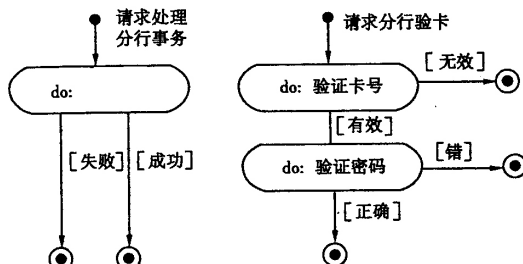 请求处理
分行事务
do:
[失败]
[成功]
请求分行验卡
do: 验证卡号
[无效]
[有效]
do: 验证密码
[错]
[正确]